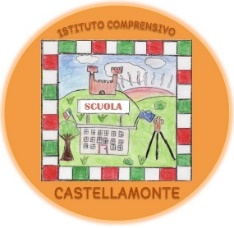 ISTITUTO COMPRENSIVO
SCUOLA
CASTELLAMONTE